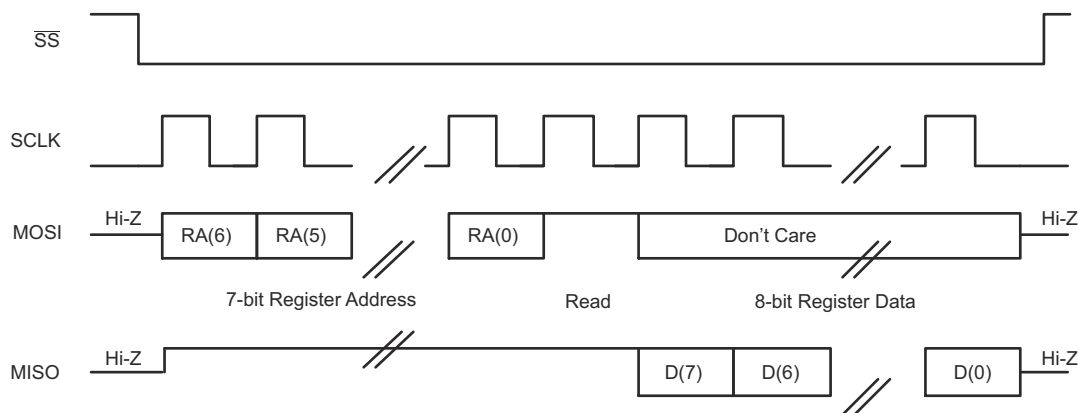 SS
SCLK
Hi-Z RA(6) RA(5) RA(0) Don't Care Hi-Z
MOSI
7-bit Register Address Read 8-bit Register Data
Hi-Z D(7) D(6) D(0) Hi-Z
MISO